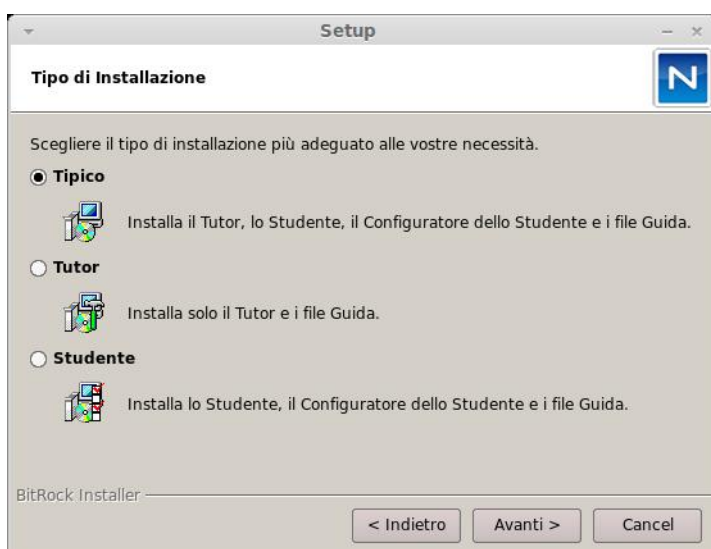 Setup
Tipo di Installazione
N
Scegliere il tipo di installazione più adeguato alle vostre necessità.
Tipico
Installa il Tutor, lo Studente, il Configuratore dello Studente e i file Guida.
Tutor
Installa solo il Tutor e i file Guida.
Studente
Installa lo Studente, il Configuratore dello Studente e i file Guida.
BitRock Installer
< Indietro Avanti > Cancel